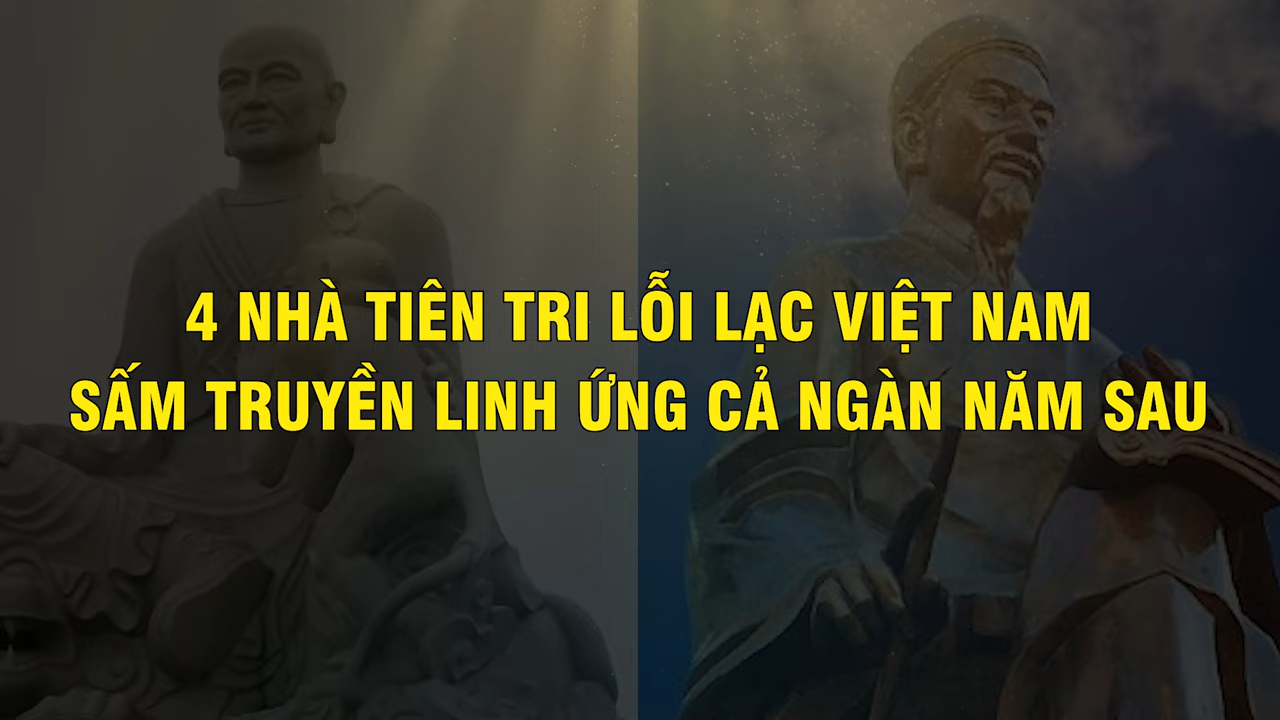 4 NHÀ TIÊN TRI LỖI LẠC VIỆT NAM
SẤM TRUYỀN LINH ỨNG CẢ NGÀN NĂM SAU